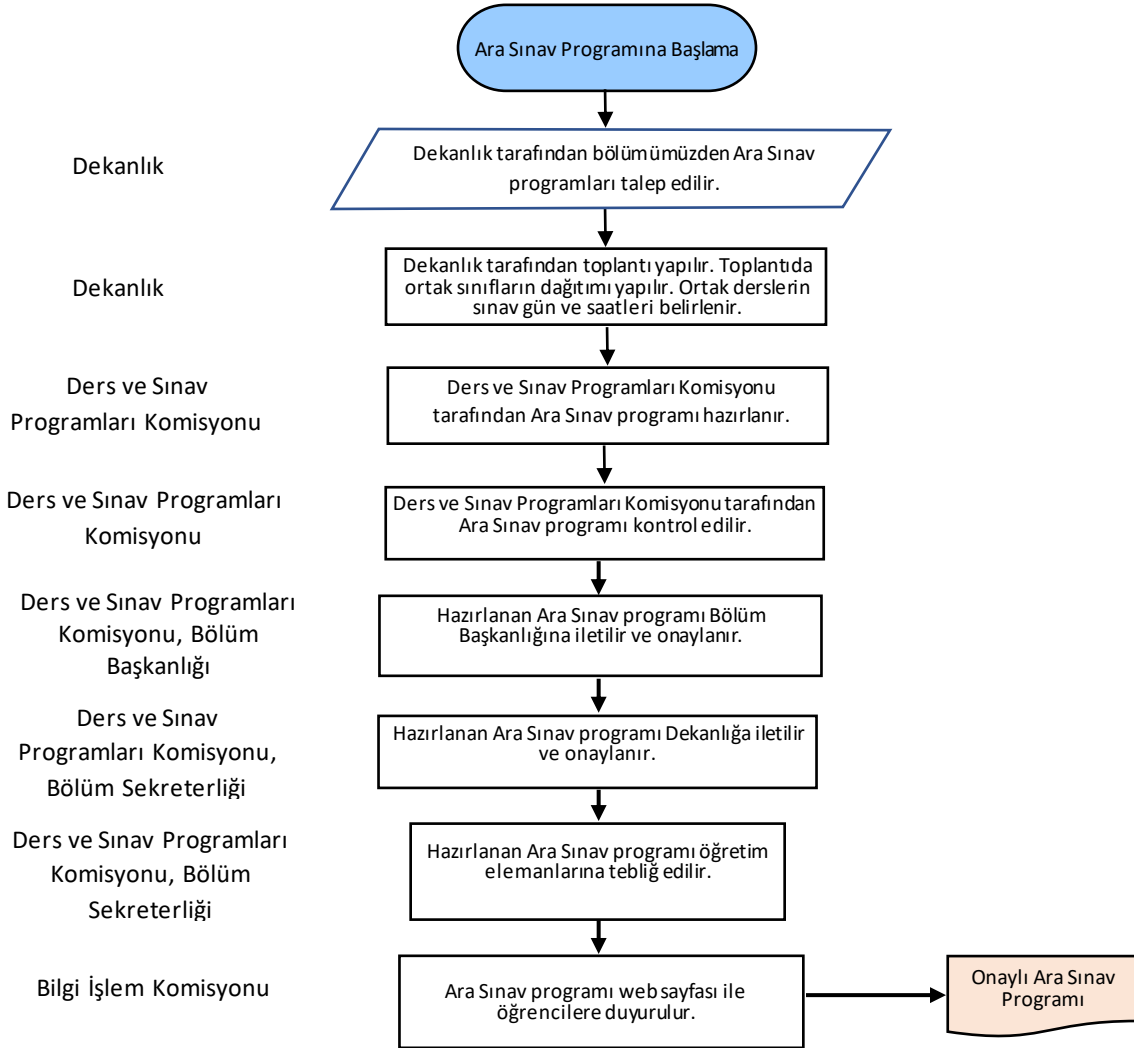 Ara Sınav Programına Başlama
Dekanlık
Dekanlık tarafından bölümümüzden Ara Sınav
programları talep edilir.
Dekanlık
Dekanlık tarafından toplantı yapılır. Toplantıda
ortak sınıfların dağıtımı yapılır. Ortak derslerin
sınav gün ve saatleri belirlenir.
Ders ve Sınav
Programları Komisyonu
Ders ve Sınav Programları Komisyonu
tarafından Ara Sınav programı hazırlanır.
Ders ve Sınav Programları
Komisyonu
Ders ve Sınav Programları Komisyonu tarafından
Ara Sınav programı kontrol edilir.
Ders ve Sınav Programları
Komisyonu, Bölüm
Başkanlığı
Hazırlanan Ara Sınav programı Bölüm
Başkanlığına iletilir ve onaylanır.
Ders ve Sınav
Programları Komisyonu,
Bölüm Sekreterliği
Hazırlanan Ara Sınav programı Dekanlığa iletilir
ve onaylanır.
Ders ve Sınav Programları
Komisyonu, Bölüm
Sekreterliği
Hazırlanan Ara Sınav programı öğretim
elemanlarına tebliğ edilir.
Bilgi İşlem Komisyonu
Ara Sınav programı web sayfası ile
öğrencilere duyurulur.
Onaylı Ara Sınav
Programı